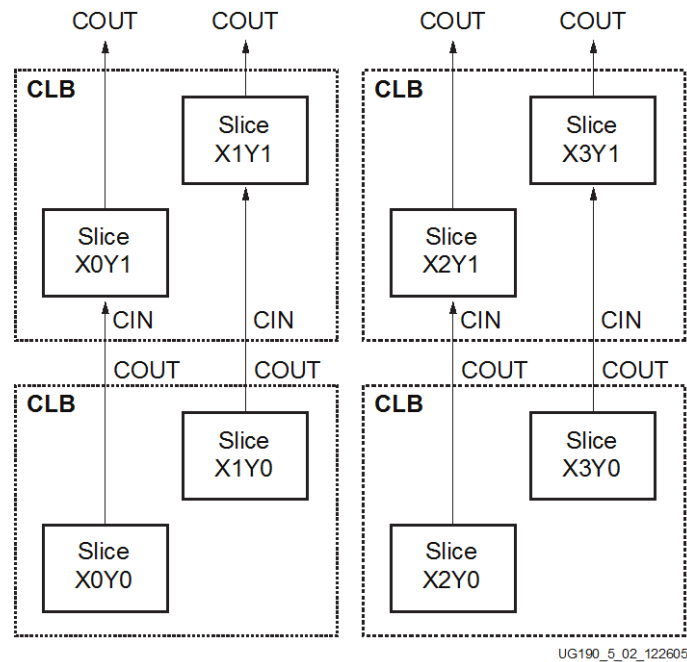 COUT COUT COUT COUT
CLB CLB
Slice
X1Y1
Slice
X3Y1
Slice
X0Y1
Slice
X2Y1
CIN CIN CIN CIN
COUT COUT COUT COUT
CLB CLB
Slice
X1Y0
Slice
X3Y0
Slice
X0Y0
Slice
X2Y0
UG190_5_02_122605